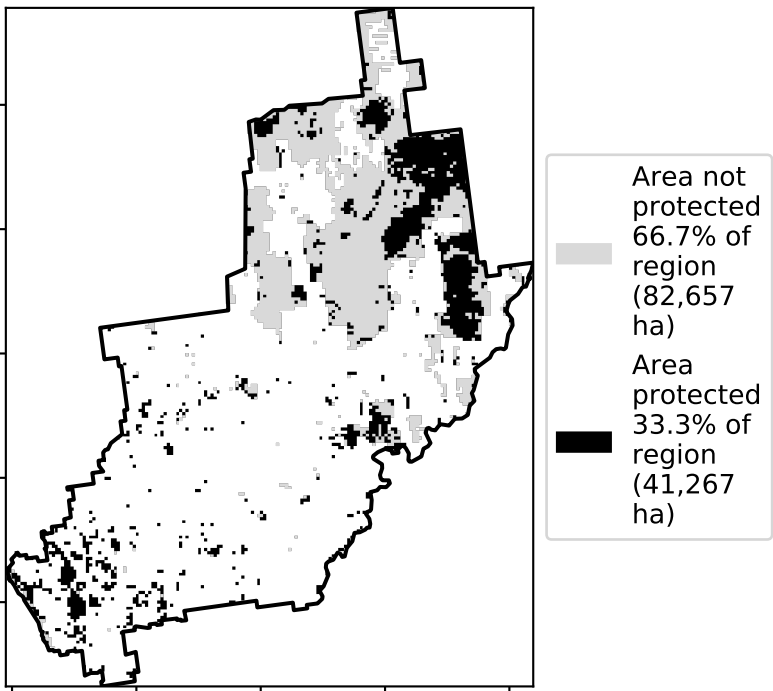 Area not
protected
66.7% of
region
(82,657
ha)
Area
protected
33.3% of
region
(41,267
ha)